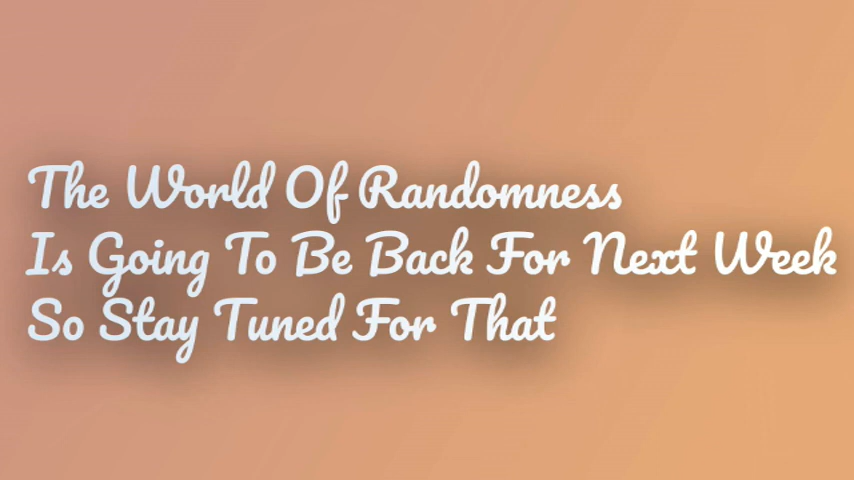 The World Of Randomness
Is Going To Be Back For Next Week
So Stay Tuned For That